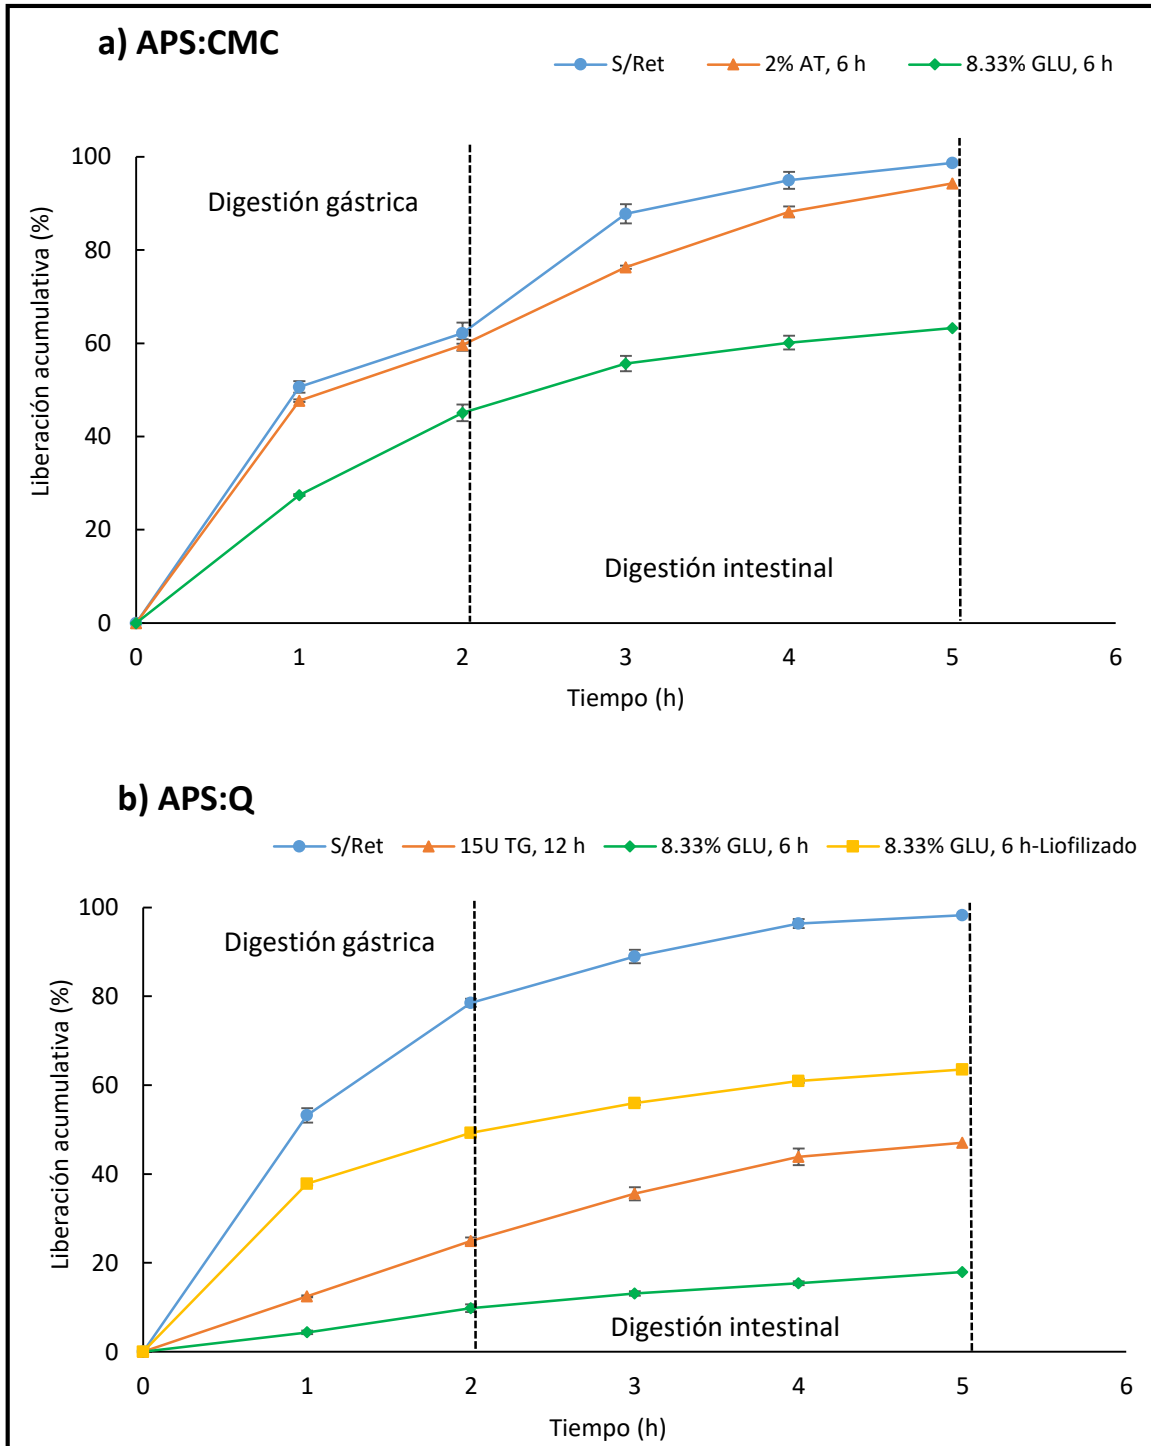 a) APS:CMC
S/Ret 2% AT, 6 h 8.33% GLU, 6 h
100
80
60
40
20
0
Liberación acumulativa (%)
Digestión gástrica
Digestión intestinal
0 1 2 3 4 5 6
Tiempo (h)
b) APS:Q
S/Ret 15U TG, 12 h 8.33% GLU, 6 h 8.33% GLU, 6 h-Liofilizado
100
80
60
40
20
0
Liberación acumulativa (%)
Digestión gástrica
Digestión intestinal
0 1 2 3 4 5 6
Tiempo (h)